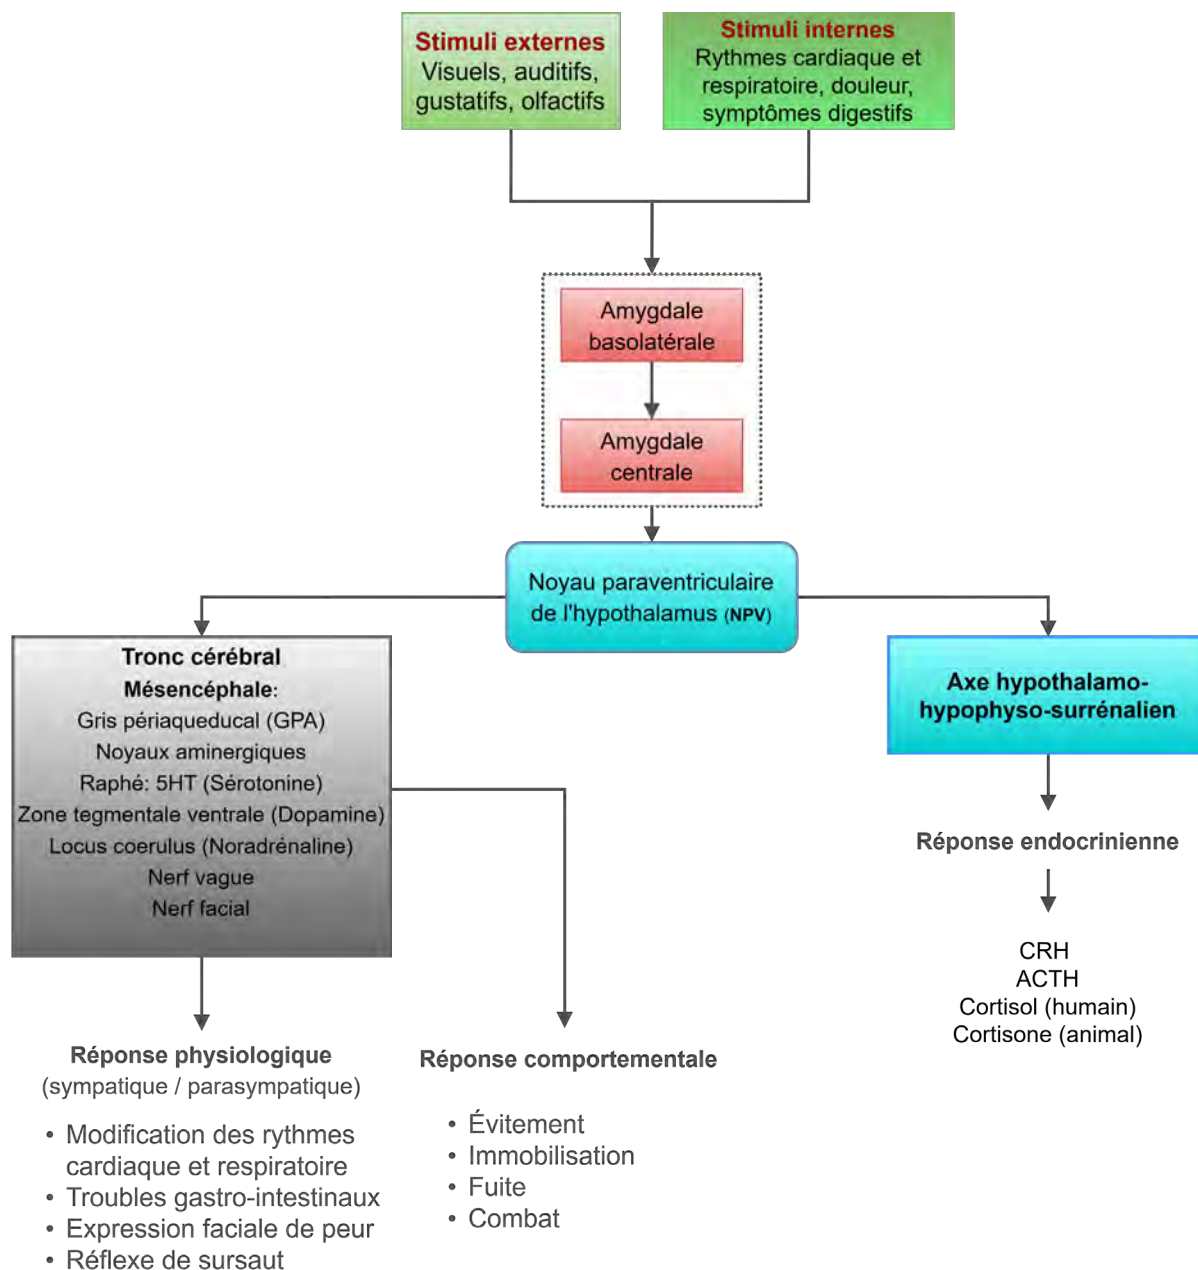 Stimuli externes
Visuels, auditifs,
gustatifs, olfactifs
Stimuli internes
Rythmes cardiaque et
respiratoire, douleur,
symptômes digestifs
Amygdale
basolatérale
Amygdale
centrale
Noyau paraventriculaire
de l'hypothalamus (NPV)
Tronc cérébral
Mésencéphale:
Gris périaqueducal (GPA)
Noyaux aminergiques
Raphé: 5HT (Sérotonine)
Zone tegmentale ventrale (Dopamine)
Locus coerulus (Noradrénaline)
Nerf vague
Nerf facial
Axe hypothalamo-
hypophyso-surrénalien
Réponse endocrinienne
CRH
ACTH
Cortisol (humain)
Cortisone (animal)
Réponse physiologique
(sympatique / parasympatique)
• Modification des rythmes
cardiaque et respiratoire
• Troubles gastro-intestinaux
• Expression faciale de peur
• Réflexe de sursaut
Réponse comportementale
• Évitement
• Immobilisation
• Fuite
• Combat